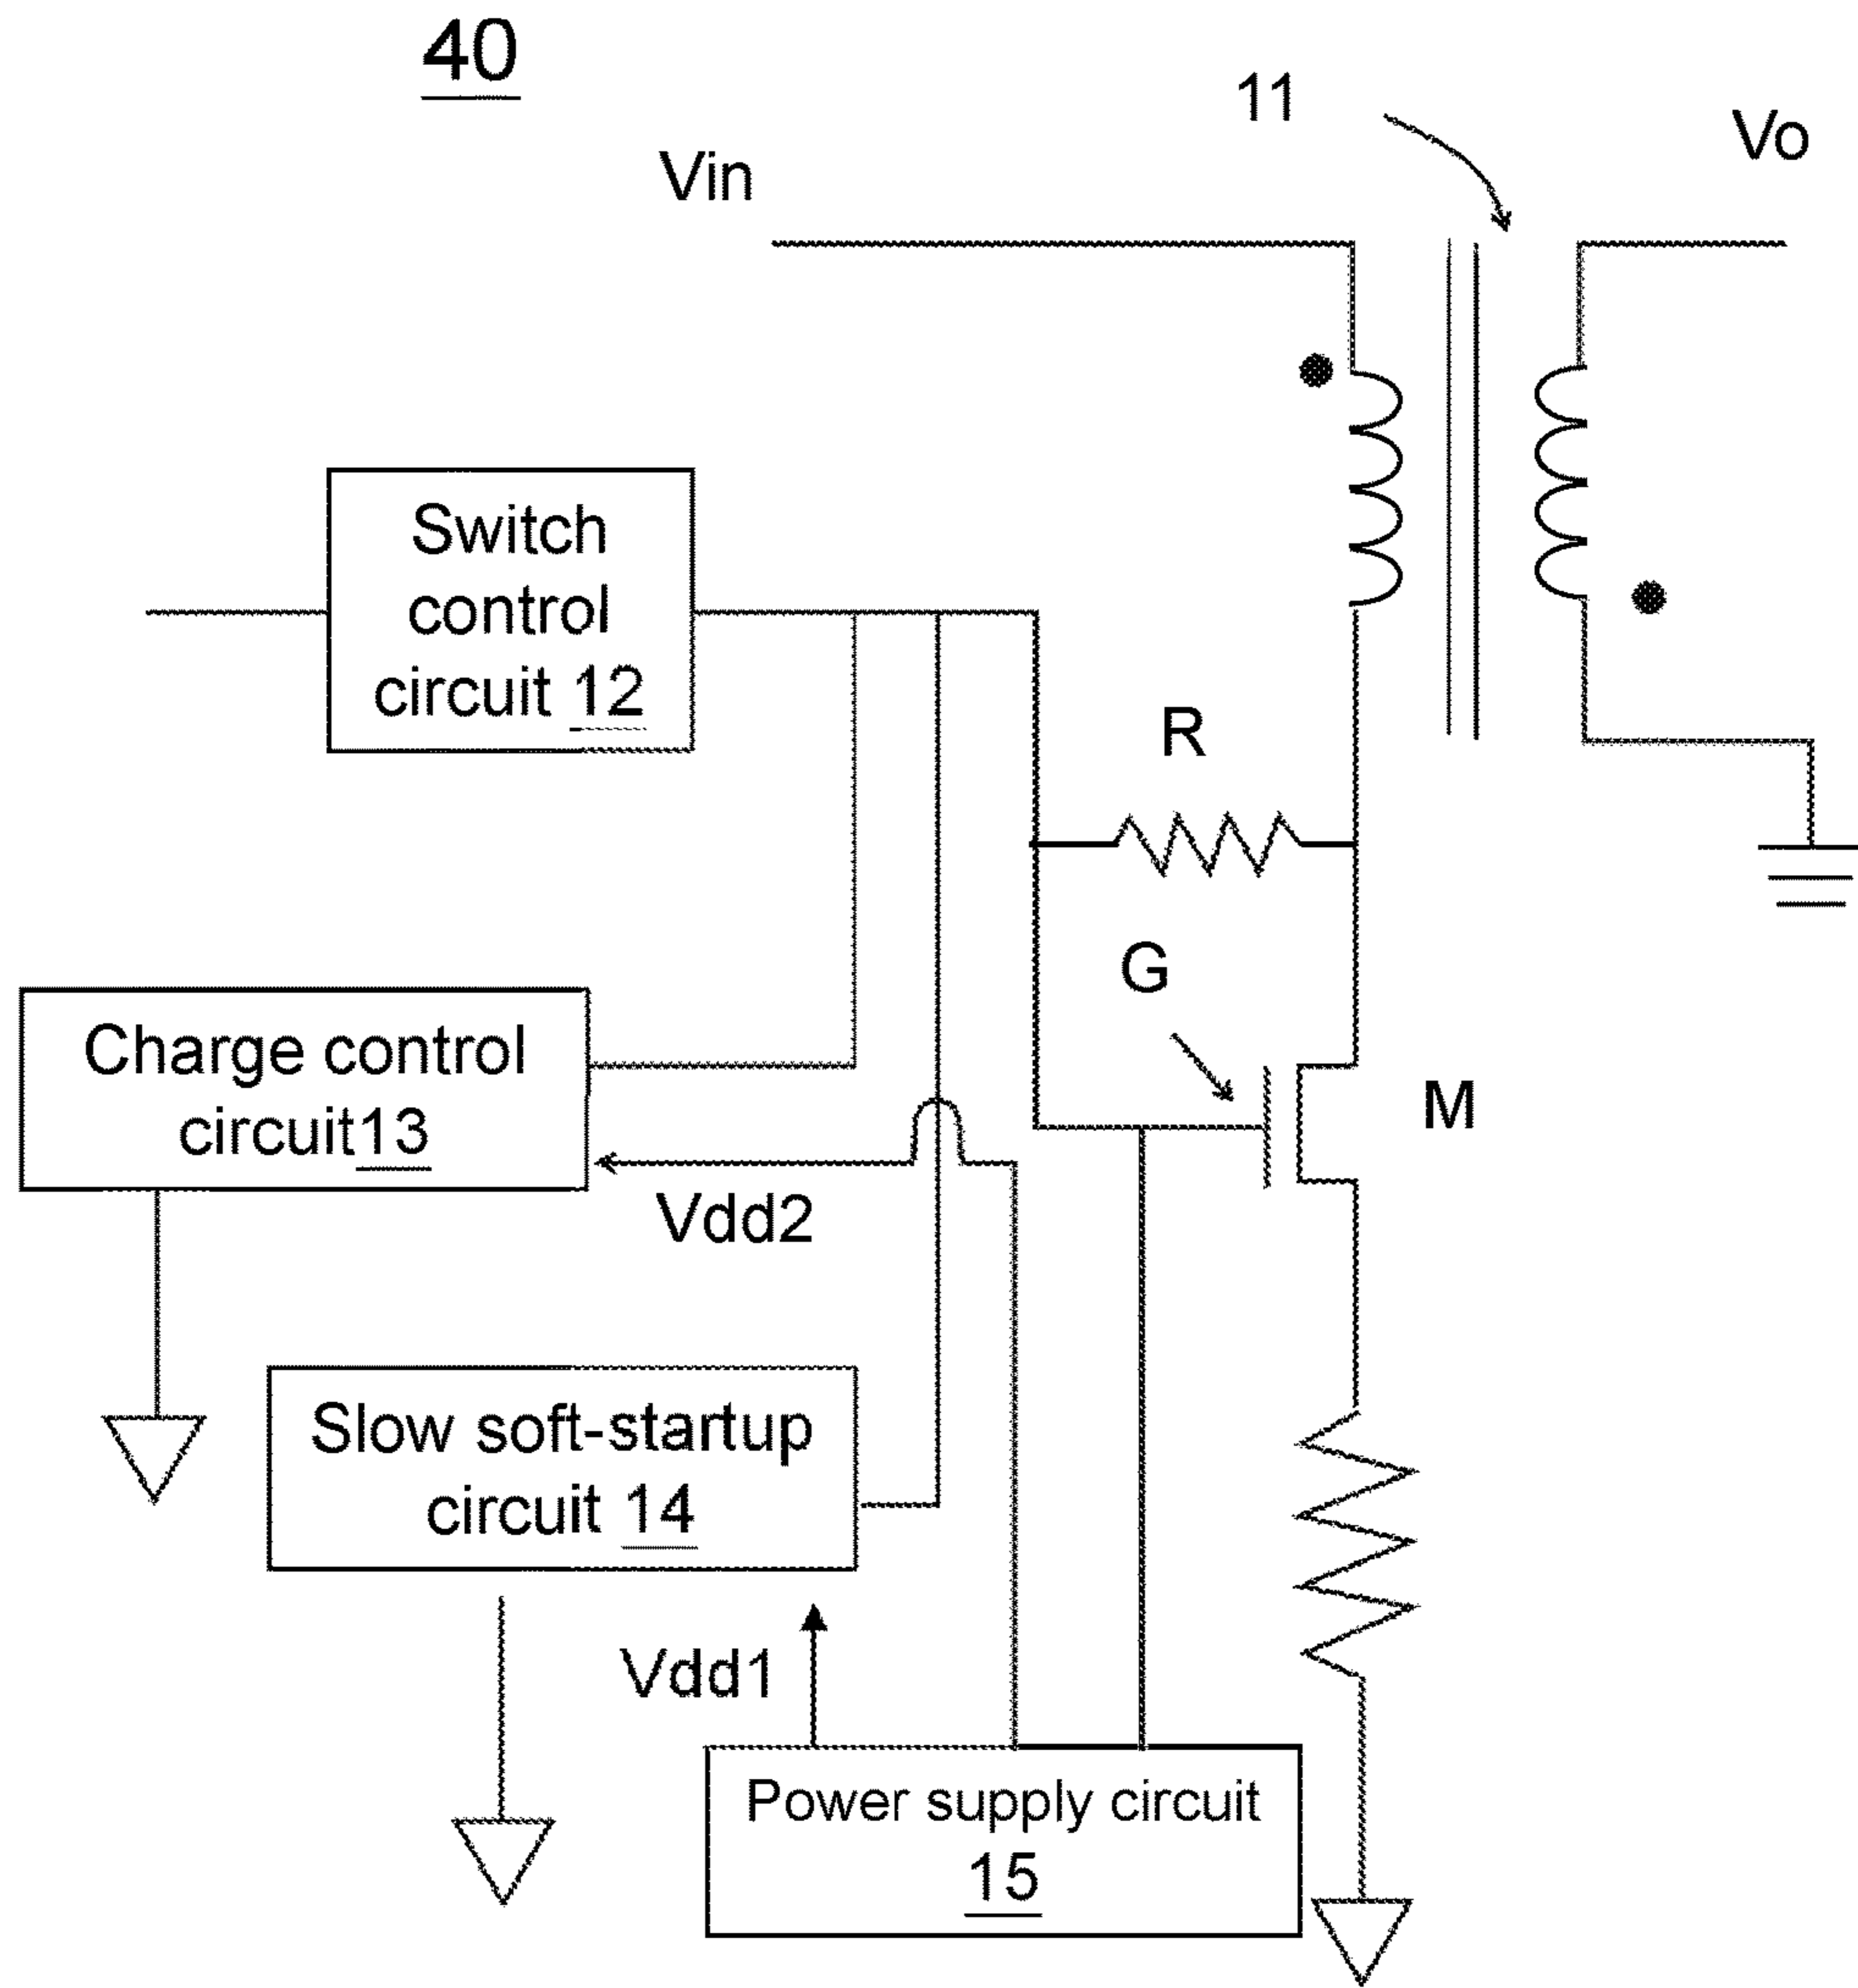 40
11
Vo
Vin
Switch
control
circuit 12
R
G
Charge control
circuit13
M
Vdd2
Slow soft-startup
circuit 14
Vdd1
Power supply circuit
15